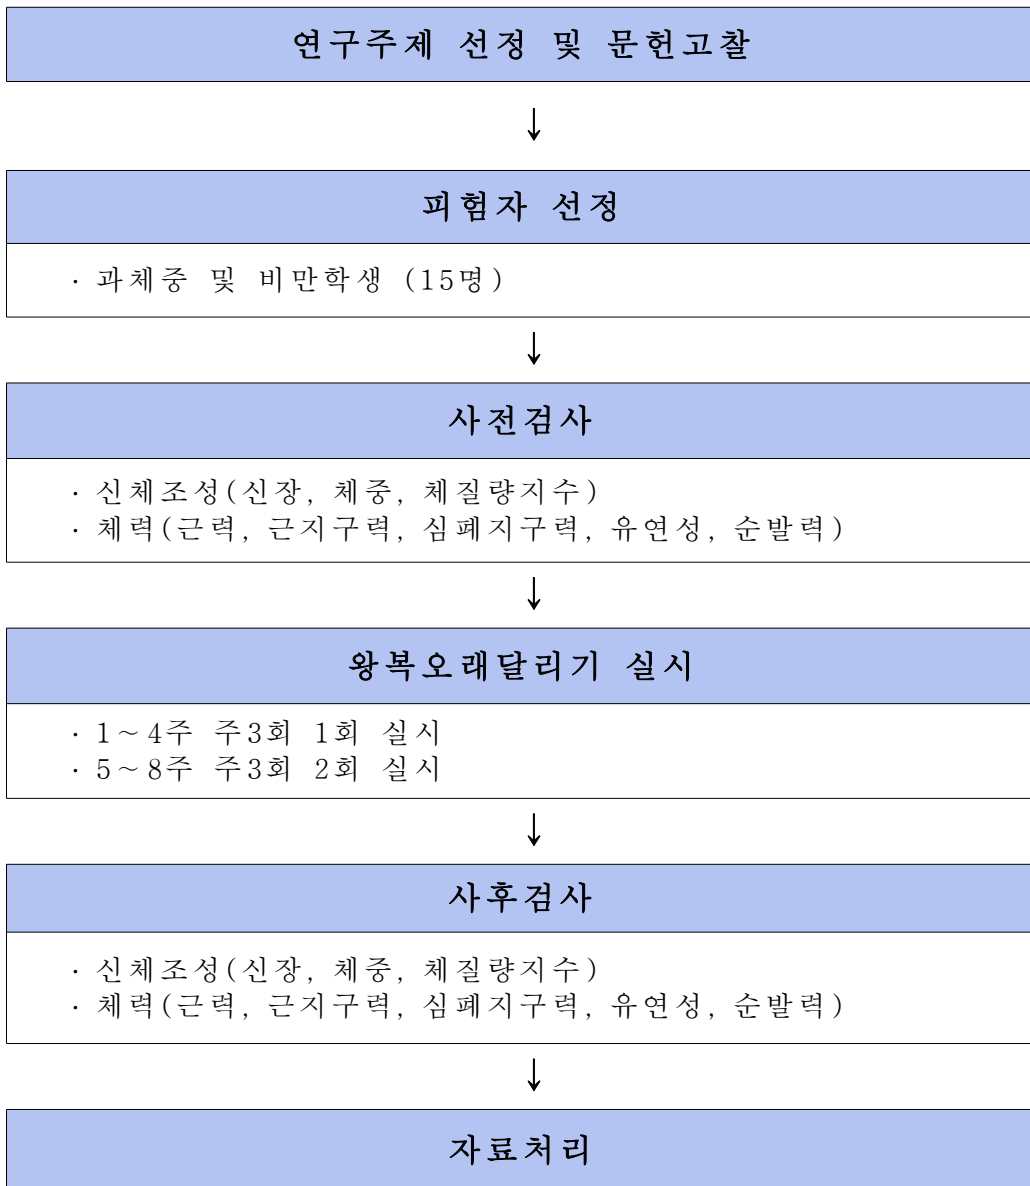 연구주제 선정 및 문헌고찰
↓
피험자 선정
· 과체중 및 비만학생 (15명)
↓
사전검사
· 신체조성(신장, 체중, 체질량지수)
· 체력(근력, 근지구력, 심폐지구력, 유연성, 순발력)
↓
왕복오래달리기 실시
· 1～4주 주3회 1회 실시
· 5～8주 주3회 2회 실시
↓
사후검사
· 신체조성(신장, 체중, 체질량지수)
· 체력(근력, 근지구력, 심폐지구력, 유연성, 순발력)
↓
자료처리